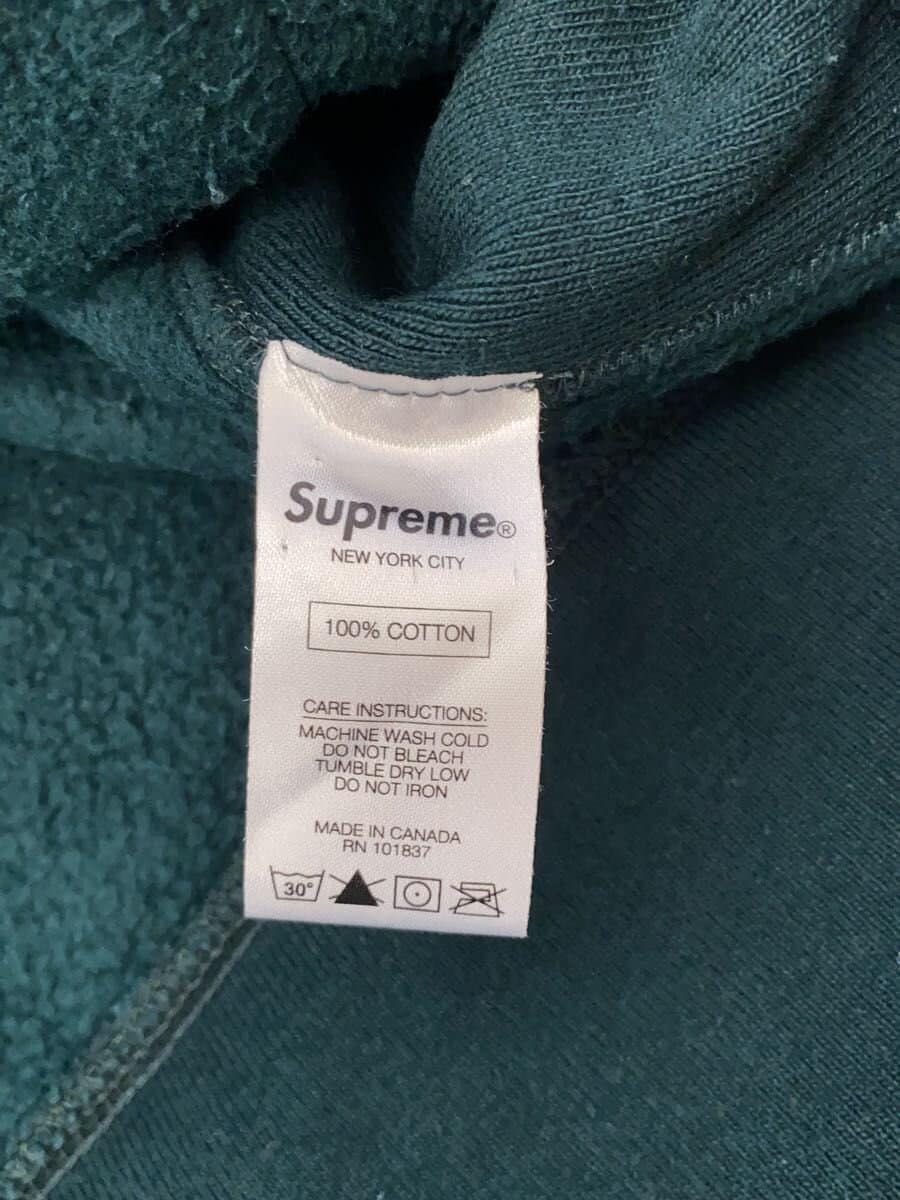 Supreme®
NEW YORK CITY
100% COTTON
CARE INSTRUCTIONS:
MACHINE WASH COLD
DO NOT BLEACH
TUMBLE DRY LOW
DO NOT IRON
MADE IN CANADA
RN 101837
30°